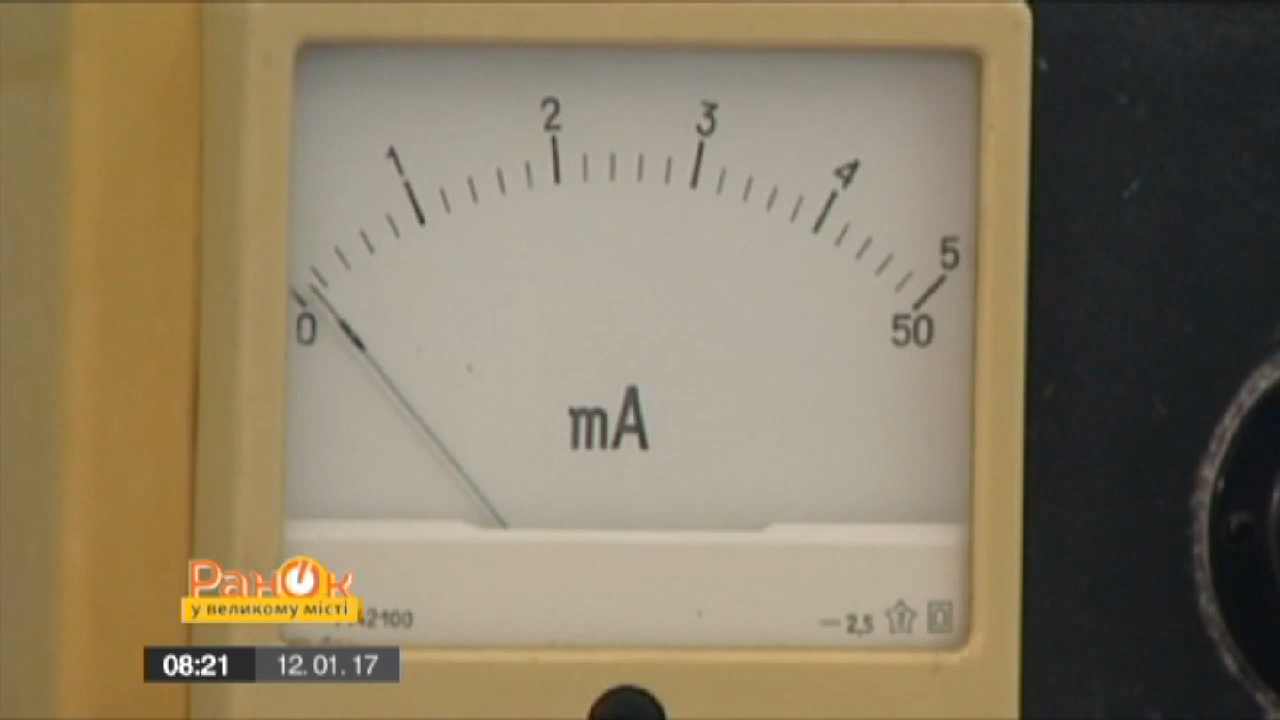 1 2 3 4 5
0 50
mA
2,5
Ранок
у великому місті
08:21 12.01.17